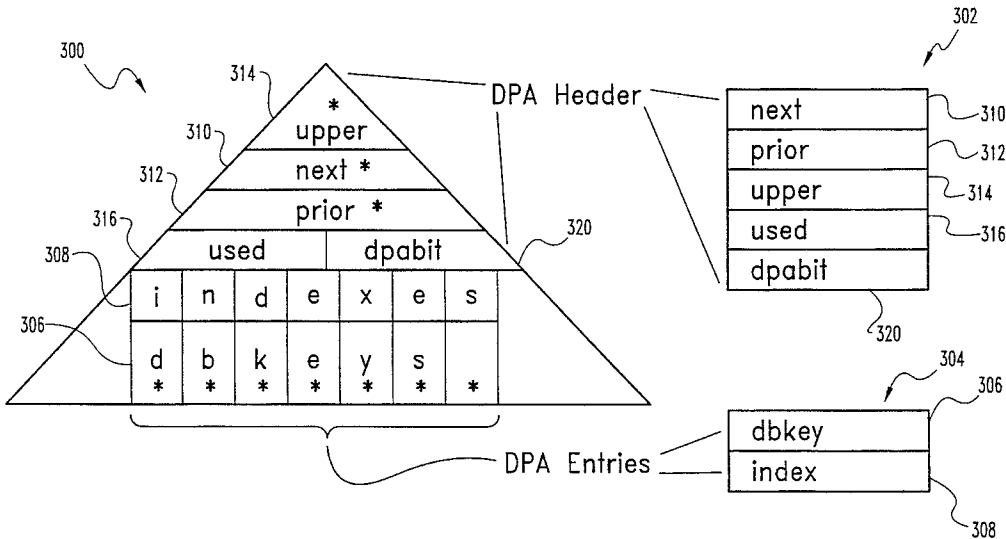 300
314
*
upper
310
next *
312
prior *
316
used dpabit
320
308
i n d e x e s
306
d b k e y s
* * * * * * *
DPA Header
302
next 310
prior 312
upper 314
used 316
dpabit
320
DPA Entries
304
306
dbkey
index
308